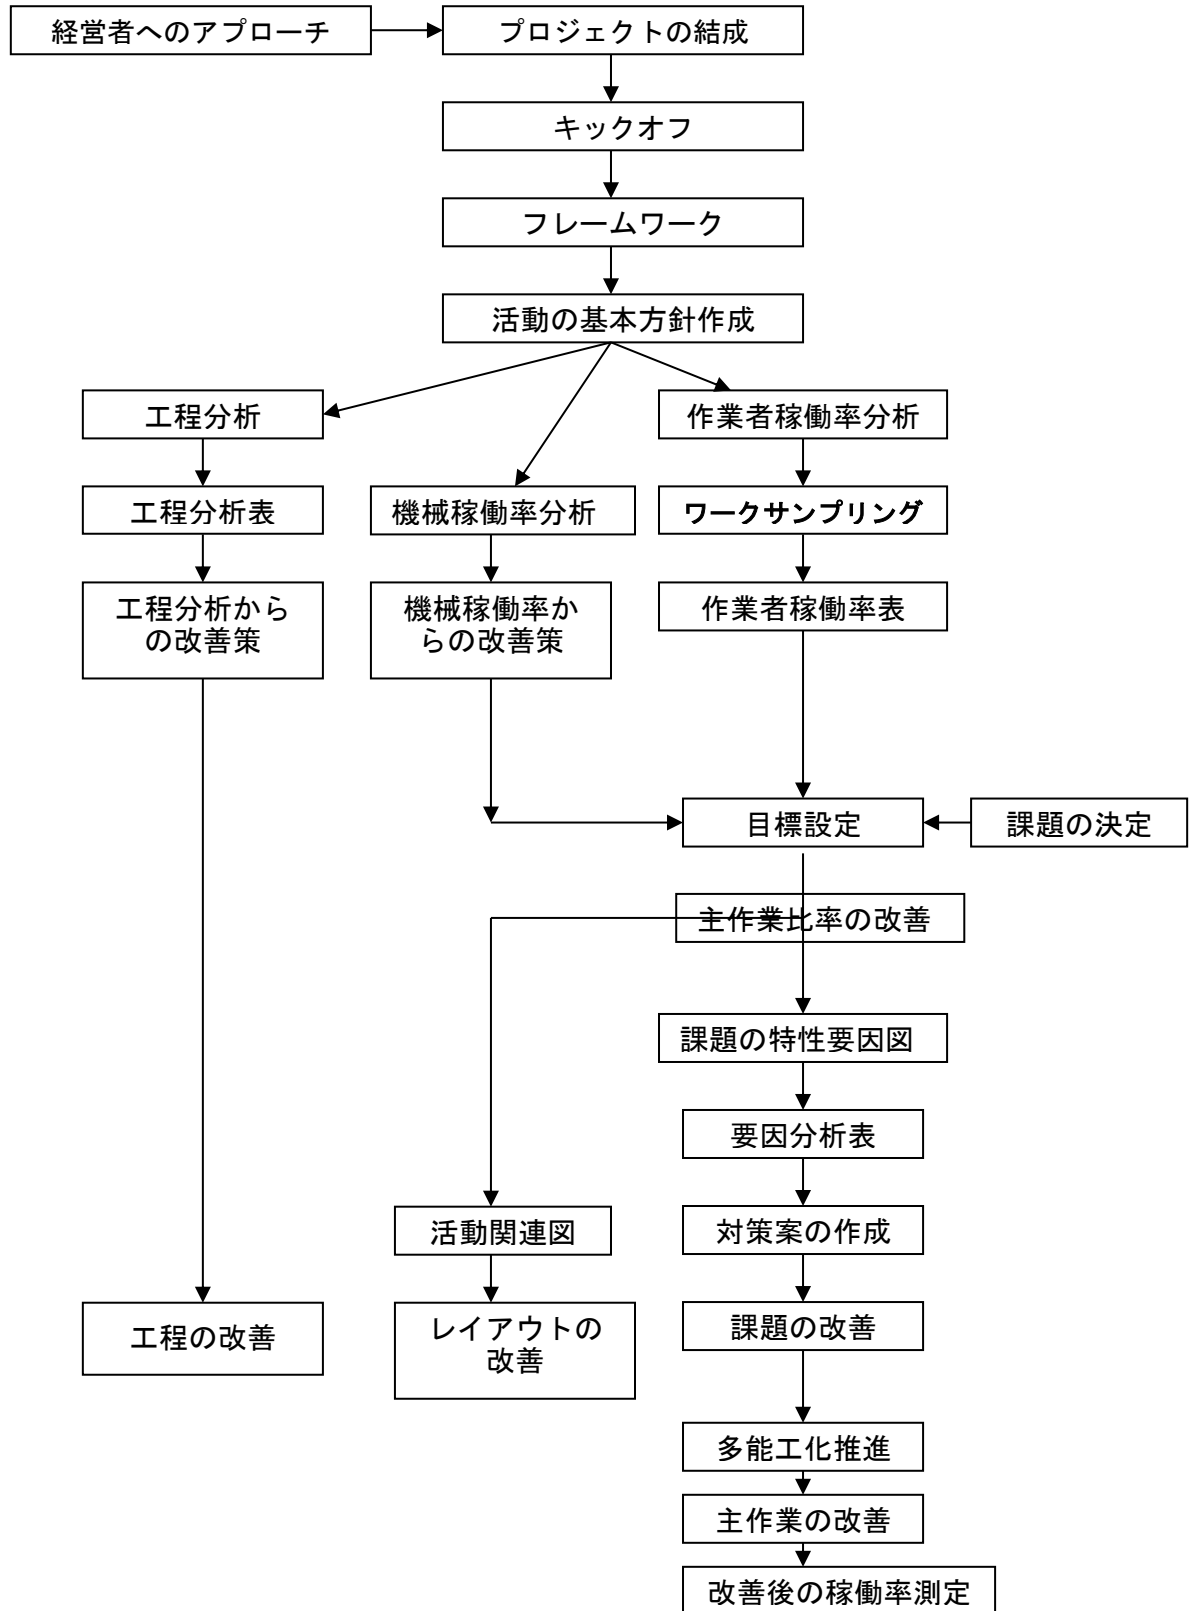 経営者へのアプローチ
プロジェクトの結成
キックオフ
フレームワーク
活動の基本方針作成
工程分析
作業者稼働率分析
工程分析表
機械稼働率分析
ワークサンプリング
工程分析から
の改善策
機械稼働率か
らの改善策
作業者稼働率表
目標設定
課題の決定
主作業比率の改善
課題の特性要因図
要因分析表
活動関連図
対策案の作成
工程の改善
レイアウトの
改善
課題の改善
多能工化推進
主作業の改善
改善後の稼働率測定